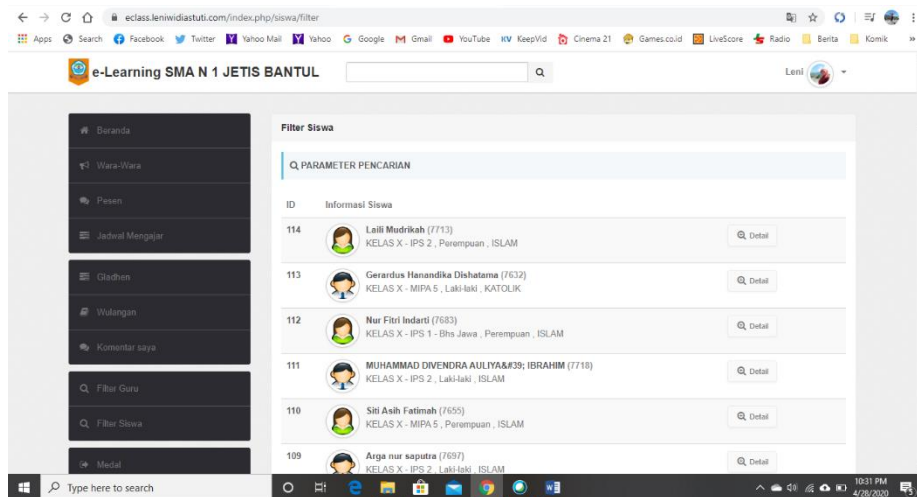 eclass.leniwidiastuti.com/index.php/siswa/filter
Apps Search Facebook Twitter Yahoo Mail Yahoo Google Gmail YouTube KV KeepVid Cinema 21 Games.co.id LiveScore Radio Berita Komik »
e-Learning SMA N 1 JETIS BANTUL
Leni
Beranda
Wara-Wara
Pesen
Jadwal Mengajar
Gladhen
Wulangan
Komentar saya
Filter Guru
Filter Siswa
Medal
Filter Siswa
PARAMETER PENCARIAN
ID Informasi Siswa
114 Laili Mudrikah (7713) Detail
KELAS X - IPS 2 , Perempuan , ISLAM
113 Gerardus Hanandika Dishatama (7632) Detail
KELAS X - MIPA 5 , Laki-laki , KATOLIK
112 Nur Fitri Indarti (7683) Detail
KELAS X - IPS 1 - Bhs Jawa , Perempuan , ISLAM
111 MUHAMMAD DIVENDRA AULIYA&#39; IBRAHIM (7718) Detail
KELAS X - IPS 2 , Laki-laki , ISLAM
110 Siti Asih Fatimah (7655) Detail
KELAS X - MIPA 5 , Perempuan , ISLAM
109 Arga nur saputra (7697) Detail
KELAS X - IPS 2 , Laki-laki , ISLAM
Type here to search
10:31 PM
4/28/2020